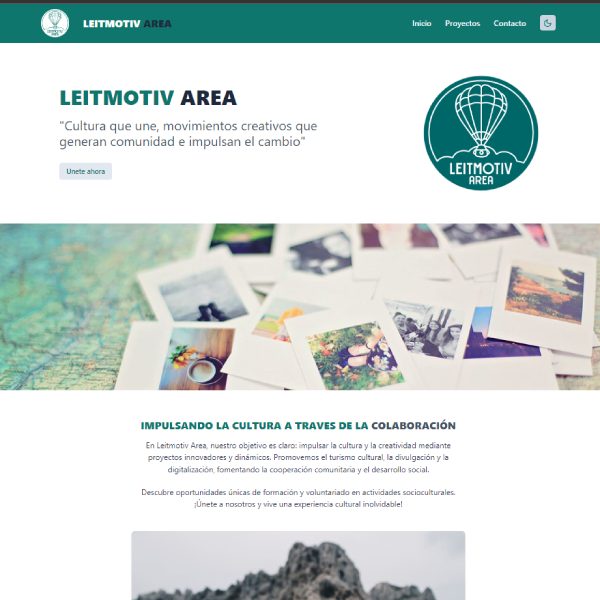 LEITMOTIV AREA
Inicio Proyectos Contacto
LEITMOTIV AREA
"Cultura que une, movimientos creativos que
generan comunidad e impulsan el cambio"
Unete ahora
LEITMOTIV
AREA
IMPULSANDO LA CULTURA A TRAVES DE LA COLABORACIÓN
En Leitmotiv Area, nuestro objetivo es claro: impulsar la cultura y la creatividad mediante
proyectos innovadores y dinámicos. Promovemos el turismo cultural, la divulgación y la
digitalización, fomentando la cooperación comunitaria y el desarrollo social.
Descubre oportunidades únicas de formación y voluntariado en actividades socioculturales.
¡Únete a nosotros y vive una experiencia cultural inolvidable!